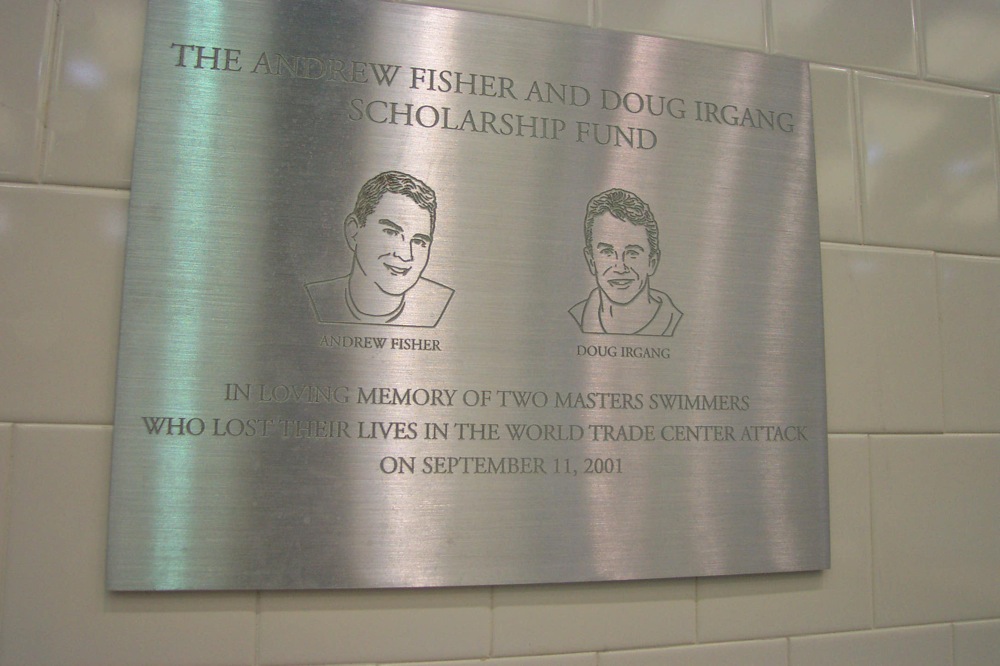 THE ANDREW FISHER AND DOUG IRGANG
SCHOLARSHIP FUND
ANDREW FISHER
DOUG IRGANG
IN LOVING MEMORY OF TWO MASTERS SWIMMERS
WHO LOST THEIR LIVES IN THE WORLD TRADE CENTER ATTACK
ON SEPTEMBER 11, 2001